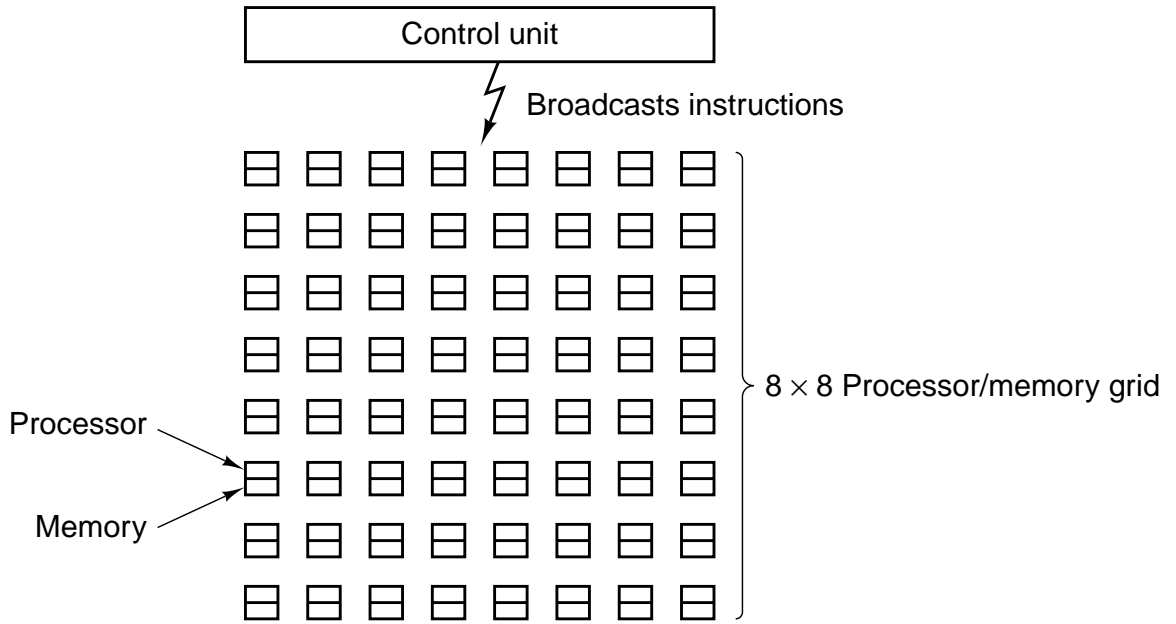 Control unit
Broadcasts instructions
8 × 8 Processor/memory grid
Processor
Memory